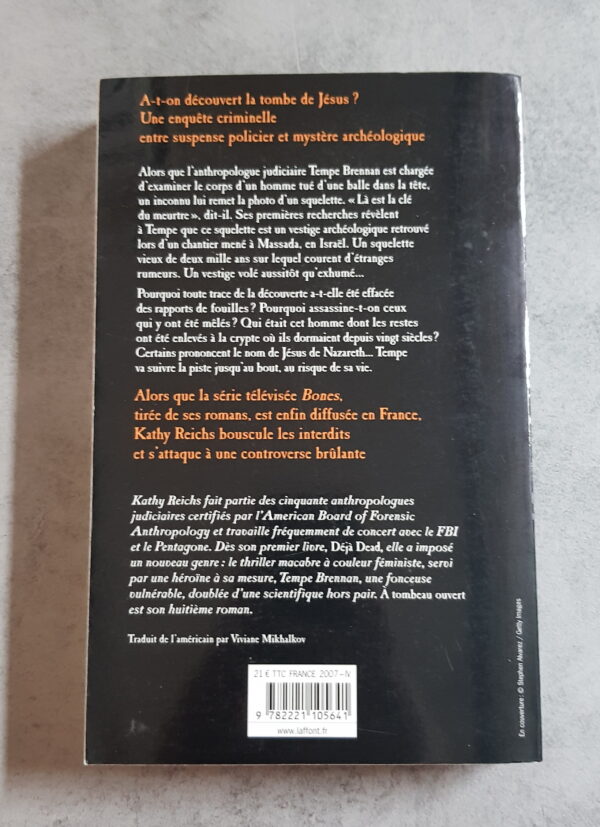 A-t-on découvert la tombe de Jésus ?
Une enquête criminelle
entre suspense policier et mystère archéologique
Alors que l'anthropologue judiciaire Tempe Brennan est chargée
d'examiner le corps d'un homme tué d'une balle dans la tête,
un inconnu lui remet la photo d'un squelette. « Là est la clé
du meurtre », dit-il. Ses premières recherches révèlent
à Tempe que ce squelette est un vestige archéologique retrouvé
lors d'un chantier mené à Massada, en Israël. Un squelette
vieux de deux mille ans sur lequel courent d'étranges
rumeurs. Un vestige volé aussitôt qu'exhumé...
Pourquoi toute trace de la découverte a-t-elle été effacée
des rapports de fouilles ? Pourquoi assassine-t-on ceux
qui y ont été mêlés ? Qui était cet homme dont les restes
ont été enlevés à la crypte où ils dormaient depuis vingt siècles ?
Certains prononcent le nom de Jésus de Nazareth... Tempe
va suivre la piste jusqu'au bout, au risque de sa vie.
Alors que la série télévisée Bones,
tirée de ses romans, est enfin diffusée en France,
Kathy Reichs bouscule les interdits
et s'attaque à une controverse brûlante
Kathy Reichs fait partie des cinquante anthropologues
judiciaires certifiés par l'American Board of Forensic
Anthropology et travaille fréquemment de concert avec le FBI
et le Pentagone. Dès son premier livre, Déjà Dead, elle a imposé
un nouveau genre : le thriller macabre à couleur féministe, servi
par une héroïne à sa mesure, Tempe Brennan, une fonceuse
vulnérable, doublée d'une scientifique hors pair. À tombeau ouvert
est son huitième roman.
Traduit de l'américain par Viviane Mikhalkov
21 € TTC FRANCE 2007-N
9 782221 105641
www.laffont.fr
En couverture : © Stephen Alvarez / Getty Images